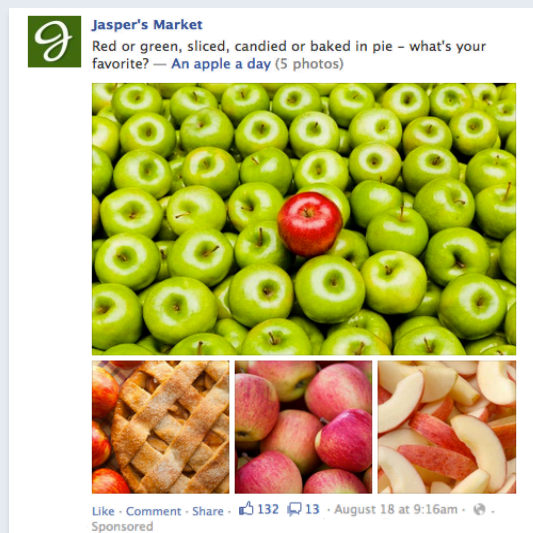 Jasper's Market
Red or green, sliced, candied or baked in pie – what's your
favorite? — An apple a day (5 photos)
Like · Comment · Share · 132 13 · August 18 at 9:16am · ·
Sponsored